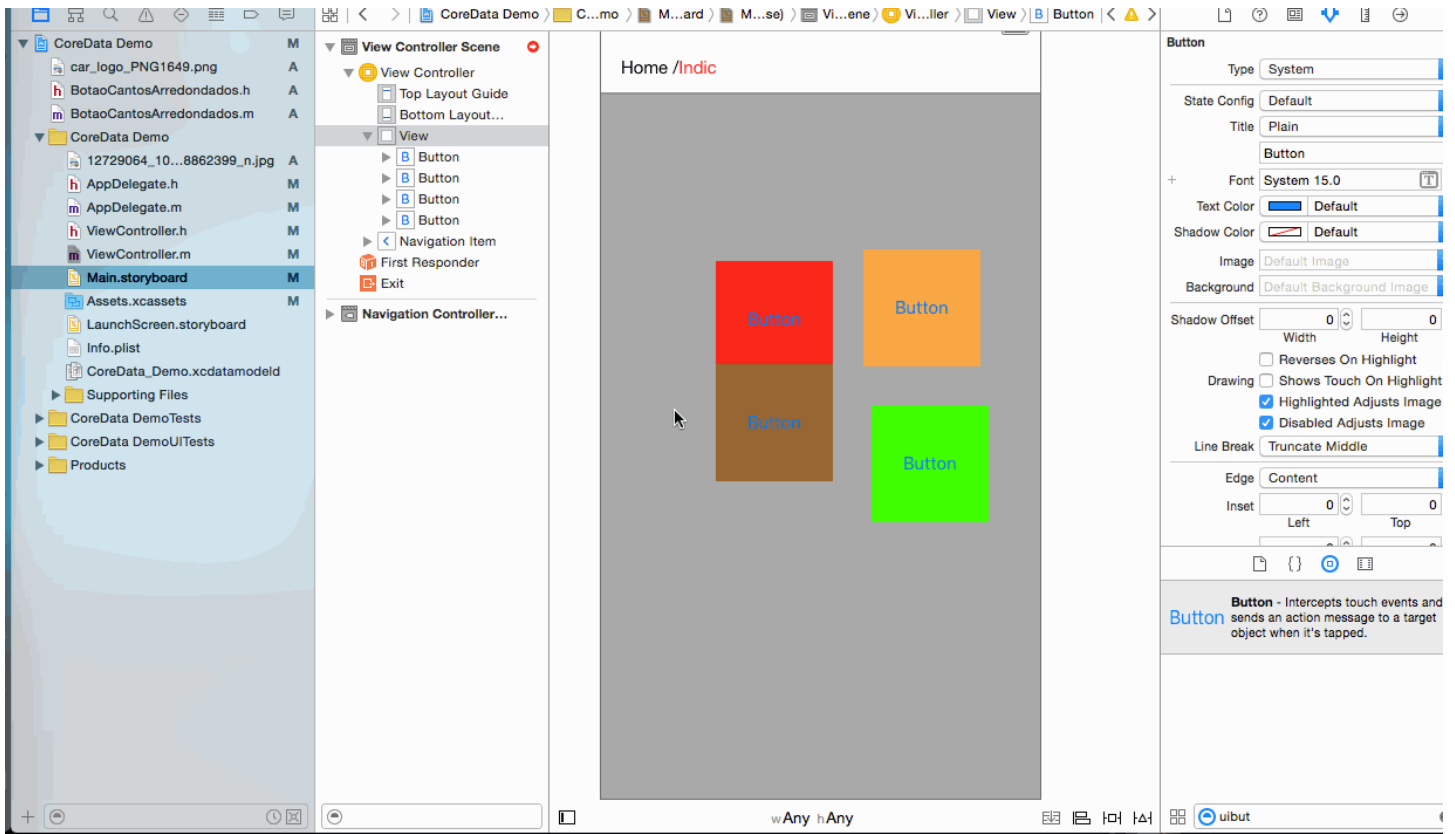 CoreData Demo
C...mo
M...ard
M...se)
Vi...ene
Vi...ller
View
B Button
CoreData Demo M
car_logo_PNG1649.png A
h BotaoCantosArredondados.h A
m BotaoCantosArredondados.m A
CoreData Demo
12729064_10...8862399_n.jpg A
h AppDelegate.h M
m AppDelegate.m M
h ViewController.h M
m ViewController.m M
Main.storyboard M
Assets.xcassets M
LaunchScreen.storyboard
Info.plist
CoreData_Demo.xcdatamodeld
Supporting Files
CoreData DemoTests
CoreData DemoUITests
Products
View Controller Scene
View Controller
Top Layout Guide
Bottom Layout...
View
B Button
B Button
B Button
B Button
Navigation Item
First Responder
Exit
Navigation Controller...
Home /Indic
Button
Button
Button
Button
wAny hAny
Button
Type System
State Config Default
Title Plain
Button
Font System 15.0 T
Text Color Default
Shadow Color Default
Image Default Image
Background Default Background Image
Shadow Offset 0 0
Width Height
Reverses On Highlight
Drawing Shows Touch On Highlight
Highlighted Adjusts Image
Disabled Adjusts Image
Line Break Truncate Middle
Edge Content
Inset 0 0
Left Top
{}
Button
Button - Intercepts touch events and
sends an action message to a target
object when it's tapped.
uibut